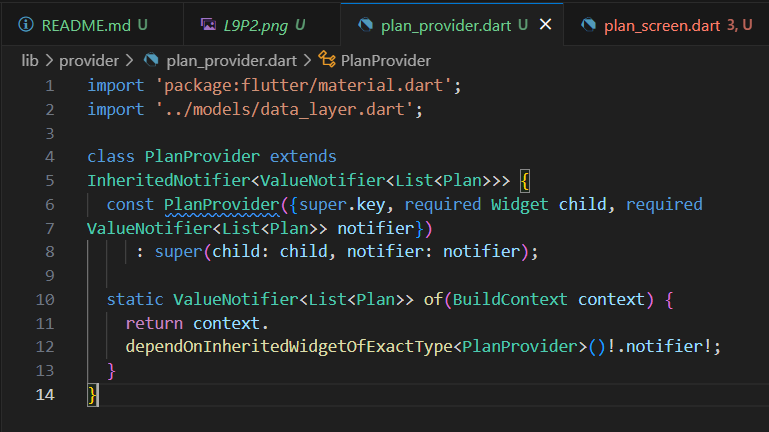 README.md U L9P2.png U plan_provider.dart U plan_screen.dart 3, U
lib > provider > plan_provider.dart > PlanProvider
1 import 'package:flutter/material.dart';
2 import '../models/data_layer.dart';
3
4 class PlanProvider extends
5 InheritedNotifier<ValueNotifier<List<Plan>>> {
6 const PlanProvider({super.key, required Widget child, required
7 ValueNotifier<List<Plan>> notifier})
8 : super(child: child, notifier: notifier);
9
10 static ValueNotifier<List<Plan>> of(BuildContext context) {
11 return context.
12 dependOnInheritedWidgetOfExactType<PlanProvider>()!.notifier!;
13 }
14 }